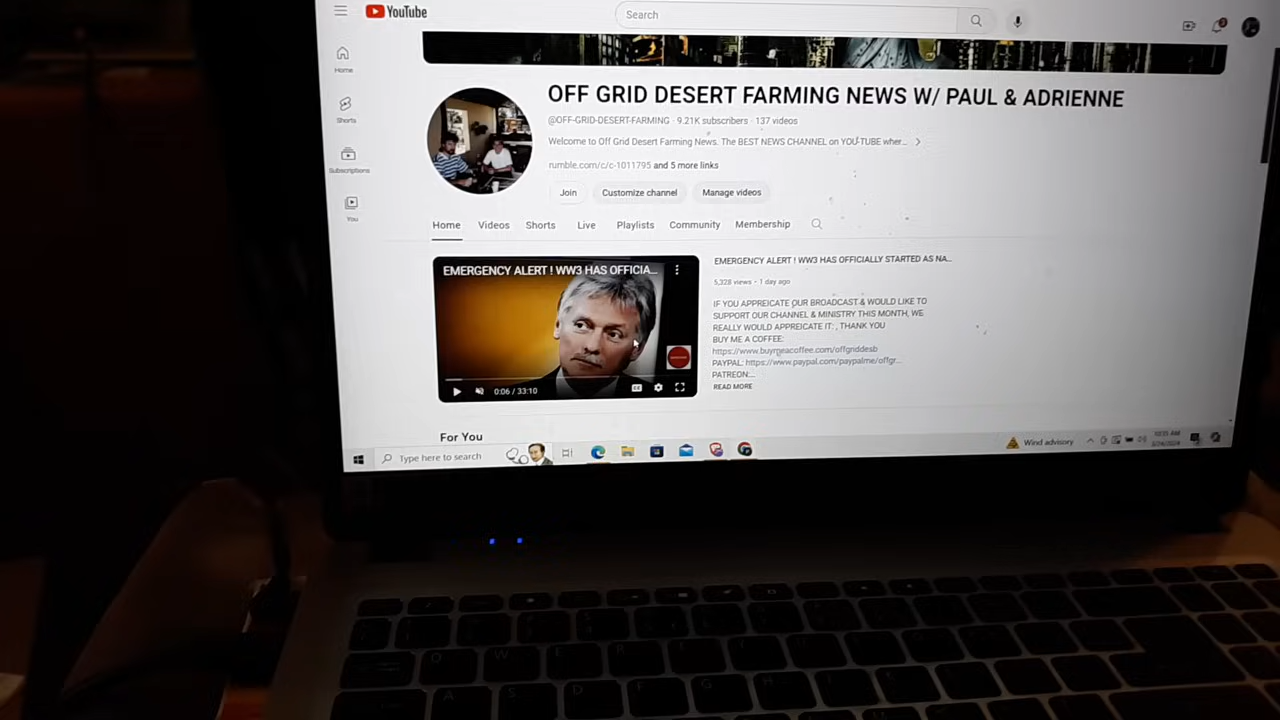 YouTube
Search
Home
Shorts
Subscriptions
You
OFF GRID DESERT FARMING NEWS W/ PAUL & ADRIENNE
@OFF-GRID-DESERT-FARMING · 9.21K subscribers · 137 videos
Welcome to Off Grid Desert Farming News. The BEST NEWS CHANNEL on YOU-TUBE wher...
rumble.com/c/c-1011795 and 5 more links
Join Customize channel Manage videos
Home Videos Shorts Live Playlists Community Membership
EMERGENCY ALERT ! WW3 HAS OFFICIA...
0:06 / 33:10
EMERGENCY ALERT ! WW3 HAS OFFICIALLY STARTED AS NA...
5,328 views · 1 day ago
IF YOU APPREICATE OUR BROADCAST & WOULD LIKE TO
SUPPORT OUR CHANNEL & MINISTRY THIS MONTH, WE
REALLY WOULD APPREICATE IT: , THANK YOU
BUY ME A COFFEE:
https://www.buymeacoffee.com/offgriddesb
PAYPAL: https://www.paypal.com/paypalme/offgr...
PATREON:...
READ MORE
For You
Type here to search
Wind advisory